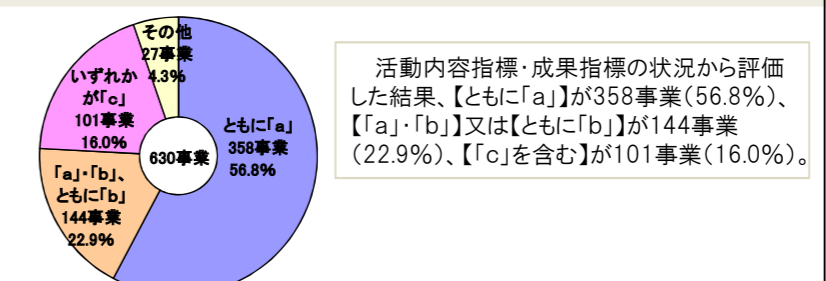 その他
27事業
4.3%
いずれか
が「c」
101事業
16.0%
ともに「a」
358事業
56.8%
630事業
「a」・「b」、
ともに「b」
144事業
22.9%
活動内容指標・成果指標の状況から評価
した結果、【ともに「a」】が358事業(56.8%)、
【「a」・「b」】又は【ともに「b」】が144事業
(22.9%)、【「c」を含む】が101事業(16.0%)。